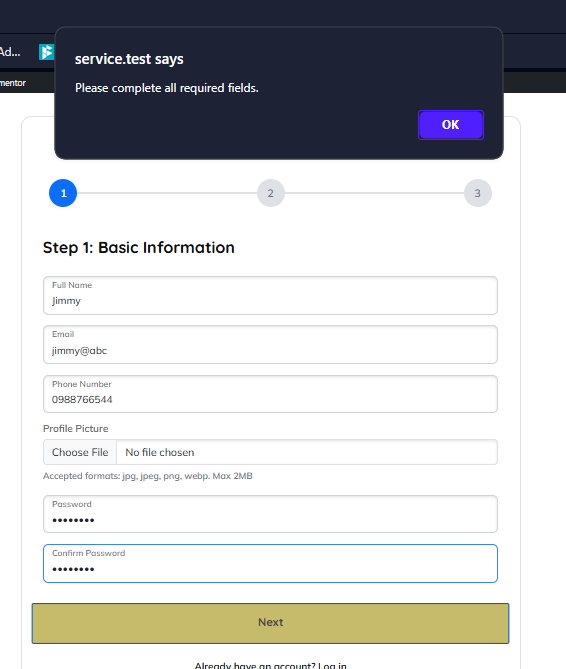 Ad...
mentor
service.test says
Please complete all required fields.
OK
1 2 3
Step 1: Basic Information
Full Name
Jimmy
Email
jimmy@abc
Phone Number
0988766544
Profile Picture
Choose File No file chosen
Accepted formats: jpg, jpeg, png, webp. Max 2MB
Password
••••••••
Confirm Password
••••••••
Next
Already have an account? Log in